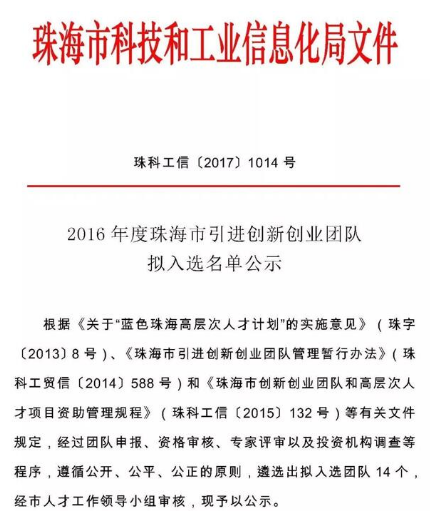 珠海市科技和工业信息化局文件
珠科工信〔2017〕1014 号
2016 年度珠海市引进创新创业团队
拟入选名单公示
根据《关于“蓝色珠海高层次人才计划”的实施意见》（珠字
〔2013〕8 号）、《珠海市引进创新创业团队管理暂行办法》（珠
科工贸信〔2014〕588 号）和《珠海市创新创业团队和高层次人
才项目资助管理规程》（珠科工信〔2015〕132 号）等有关文件
规定，经过团队申报、资格审核、专家评审以及投资机构调查等
程序，遵循公开、公平、公正的原则，遴选出拟入选团队 14 个，
经市人才工作领导小组审核，现予以公示。